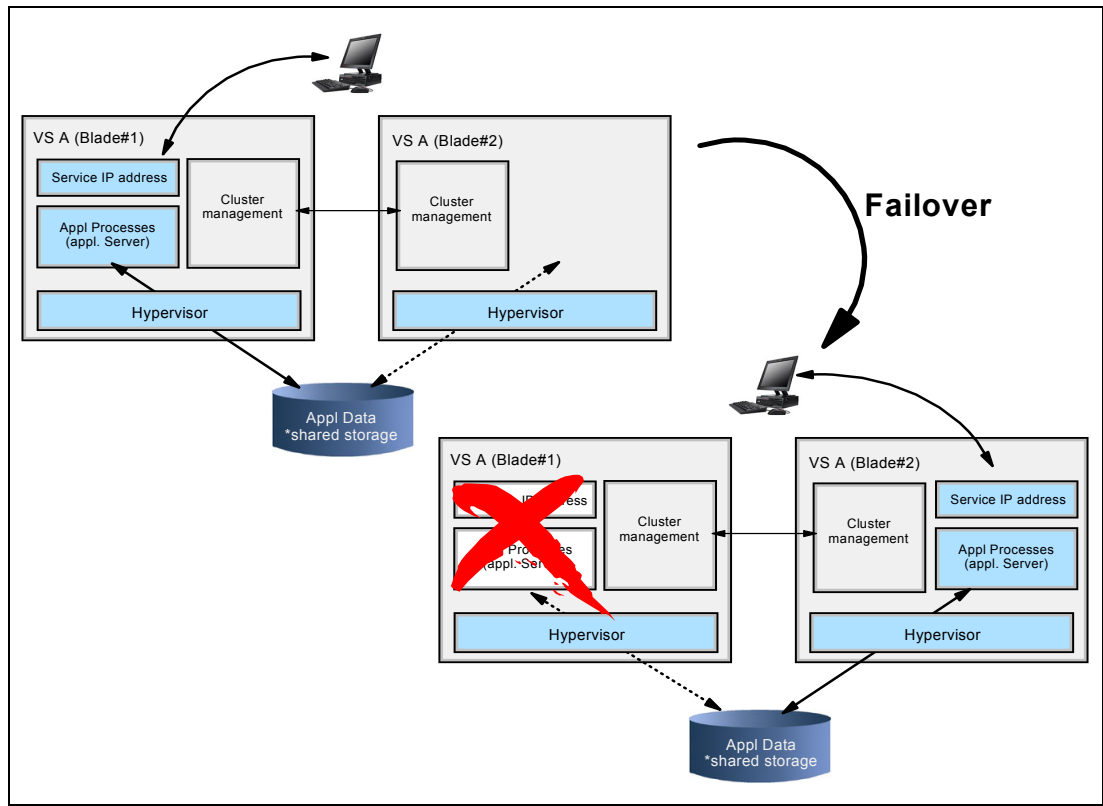 VS A (Blade#1)
Service IP address
Appl Processes
(appl. Server)
Cluster
management
Hypervisor
VS A (Blade#2)
Cluster
management
Hypervisor
Appl Data
*shared storage
Failover
VS A (Blade#1)
IP
(appl.
Cluster
management
Hypervisor
VS A (Blade#2)
Cluster
management
Service IP address
Appl Processes
(appl. Server)
Hypervisor
Appl Data
*shared storage